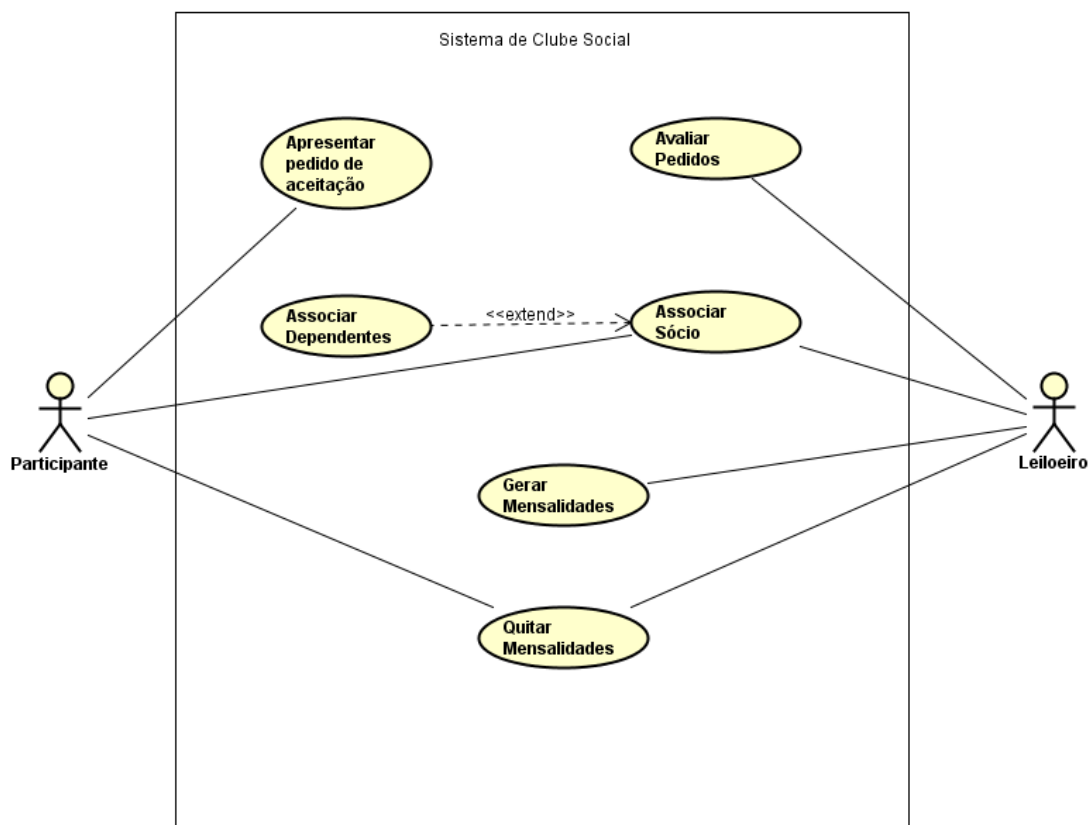 Sistema de Clube Social
Apresentar
pedido de
aceitação
Avaliar
Pedidos
Associar
Dependentes
<<extend>>
Associar
Sócio
Participante
Leiloeiro
Gerar
Mensalidades
Quitar
Mensalidades